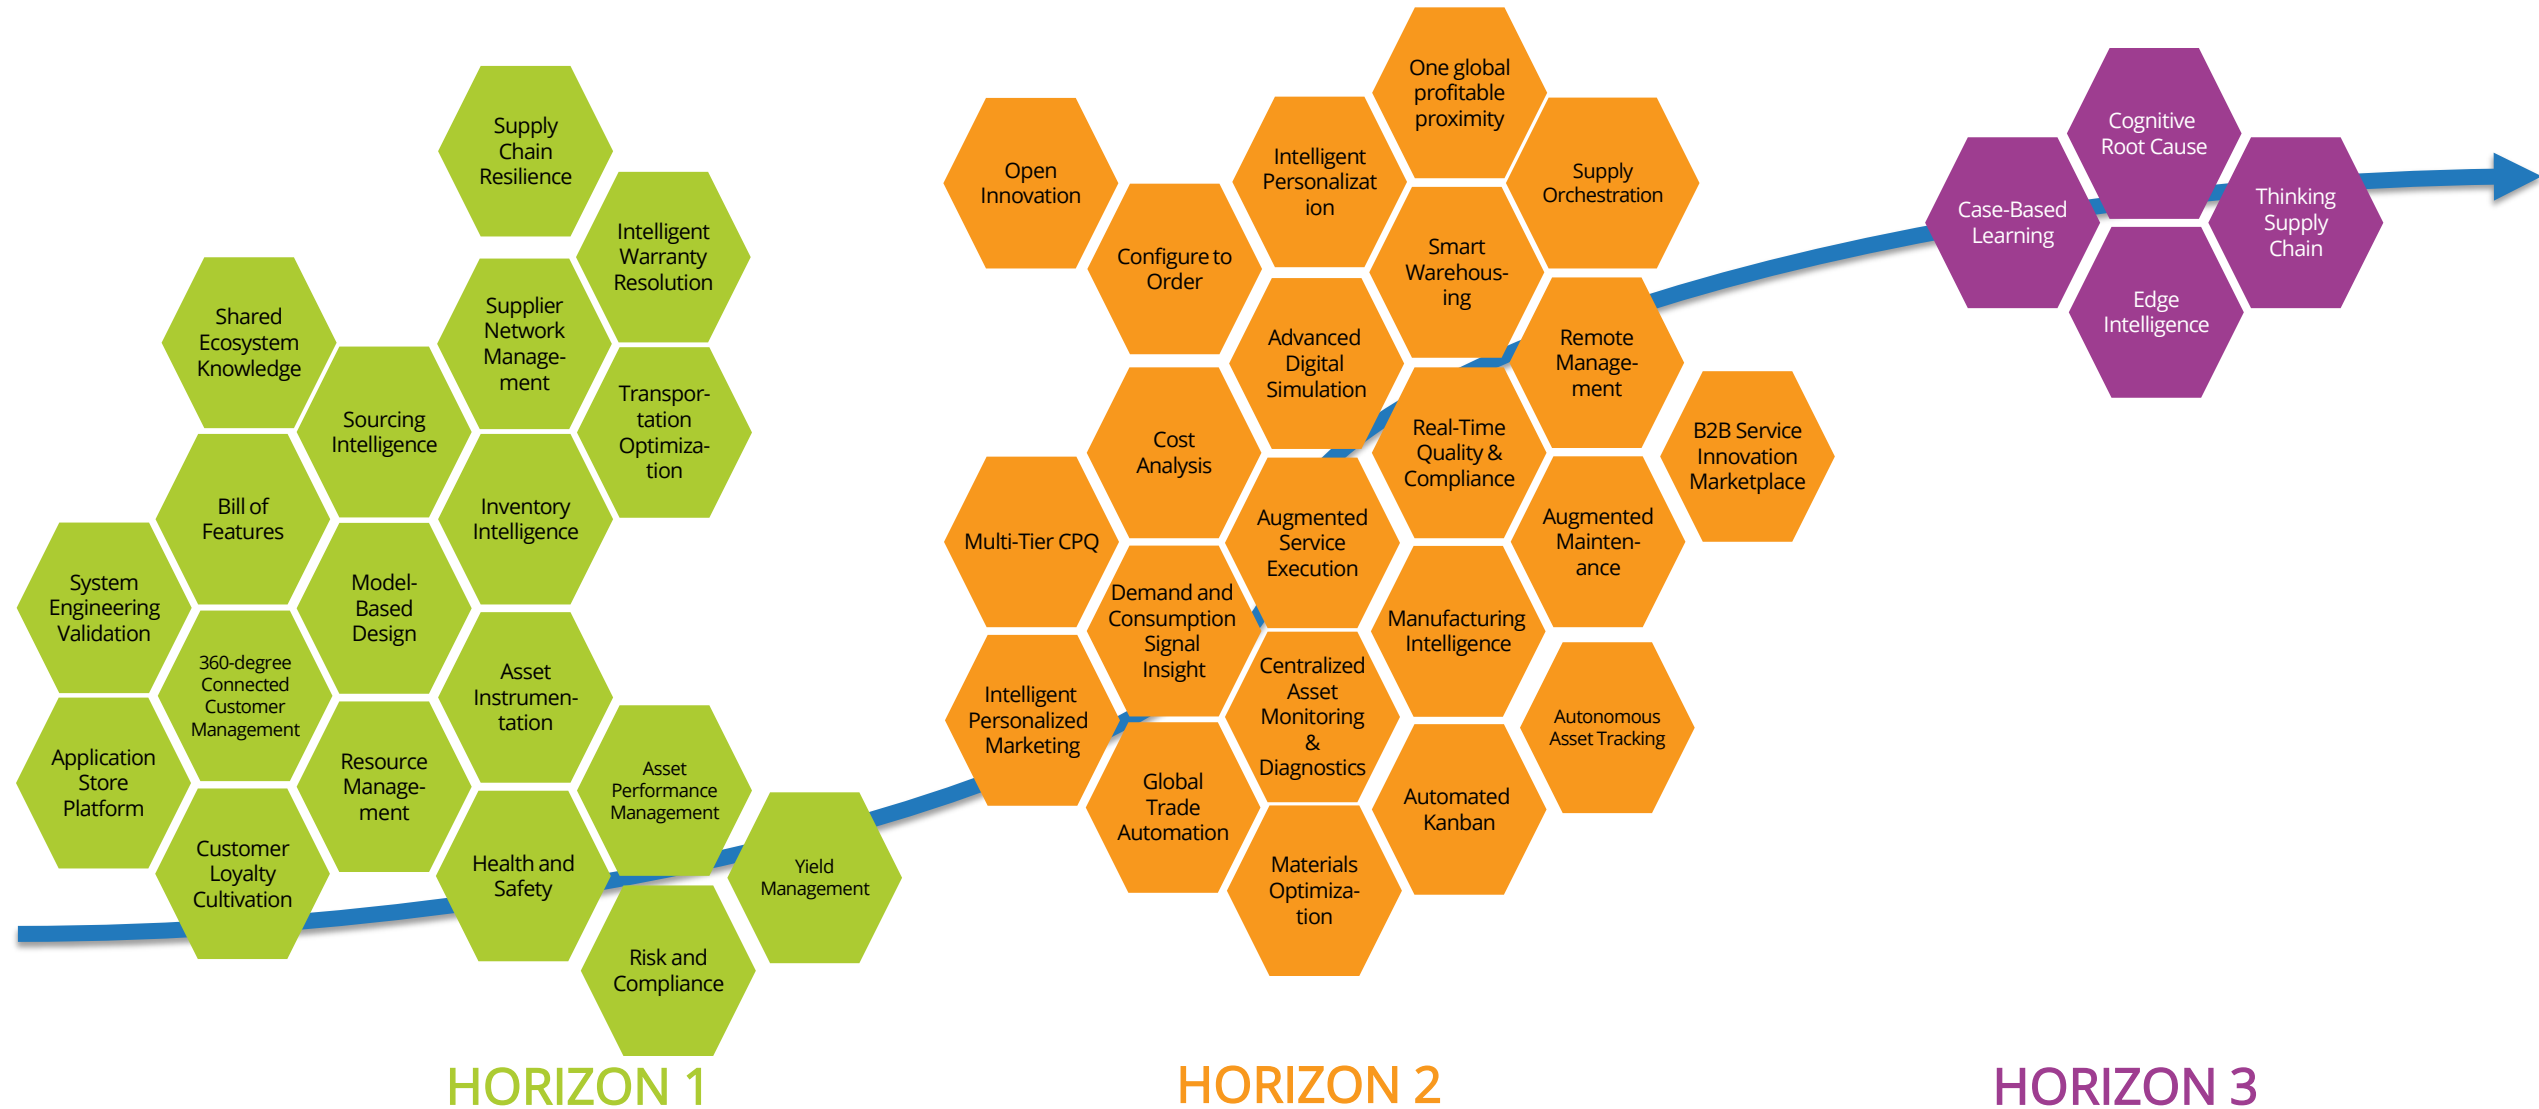 Supply
Chain
Resilience
Intelligent
Warranty
Resolution
Shared
Ecosystem
Knowledge
Supplier
Network
Manage-
ment
Sourcing
Intelligence
Transpor-
tation
Optimiza-
tion
Bill of
Features
Inventory
Intelligence
System
Engineering
Validation
Model-
Based
Design
360-degree
Connected
Customer
Management
Asset
Instrumen-
tation
Application
Store
Platform
Resource
Manage-
ment
Asset
Performance
Management
Customer
Loyalty
Cultivation
Health and
Safety
Yield
Management
Risk and
Compliance
HORIZON 1
One global
profitable
proximity
Open
Innovation
Intelligent
Personalizat
ion
Supply
Orchestration
Configure to
Order
Smart
Warehous-
ing
Advanced
Digital
Simulation
Remote
Manage-
ment
Cost
Analysis
Real-Time
Quality &
Compliance
B2B Service
Innovation
Marketplace
Multi-Tier CPQ
Augmented
Service
Execution
Augmented
Mainten-
ance
Demand and
Consumption
Signal
Insight
Manufacturing
Intelligence
Intelligent
Personalized
Marketing
Centralized
Asset
Monitoring
&
Diagnostics
Autonomous
Asset Tracking
Global
Trade
Automation
Automated
Kanban
Materials
Optimiza-
tion
HORIZON 2
Cognitive
Root Cause
Case-Based
Learning
Thinking
Supply
Chain
Edge
Intelligence
HORIZON 3